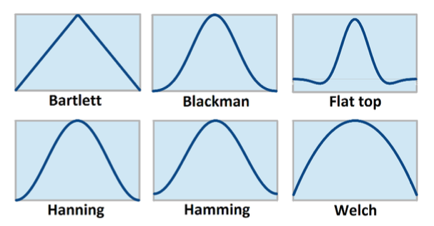 Bartlett
Blackman
Flat top
Hanning
Hamming
Welch